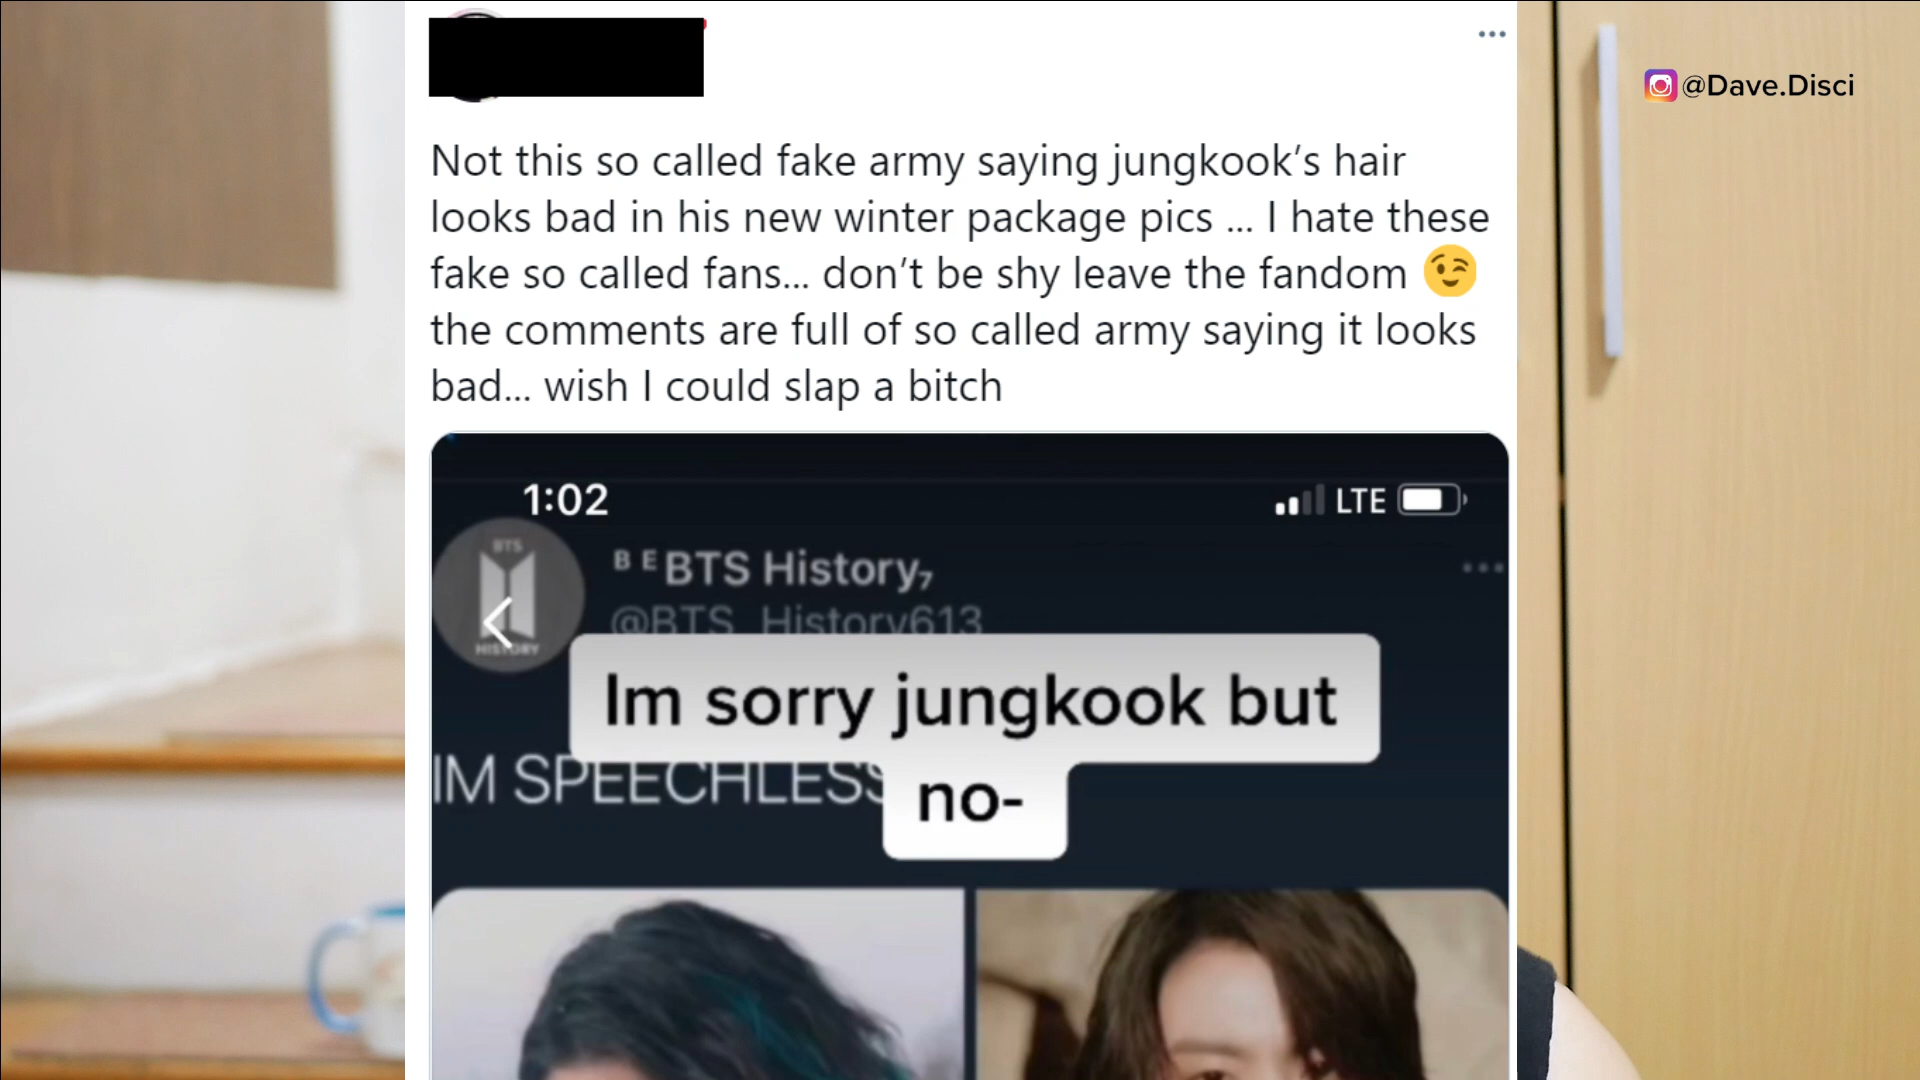 @Dave.Disci
Not this so called fake army saying jungkook's hair
looks bad in his new winter package pics ... I hate these
fake so called fans... don't be shy leave the fandom 😉
the comments are full of so called army saying it looks
bad... wish I could slap a bitch
1:02
LTE
BTS
HISTORY
ᴮ ᴱ BTS History₇
@BTS_History613
Im sorry jungkook but
no-
IM SPEECHLESS